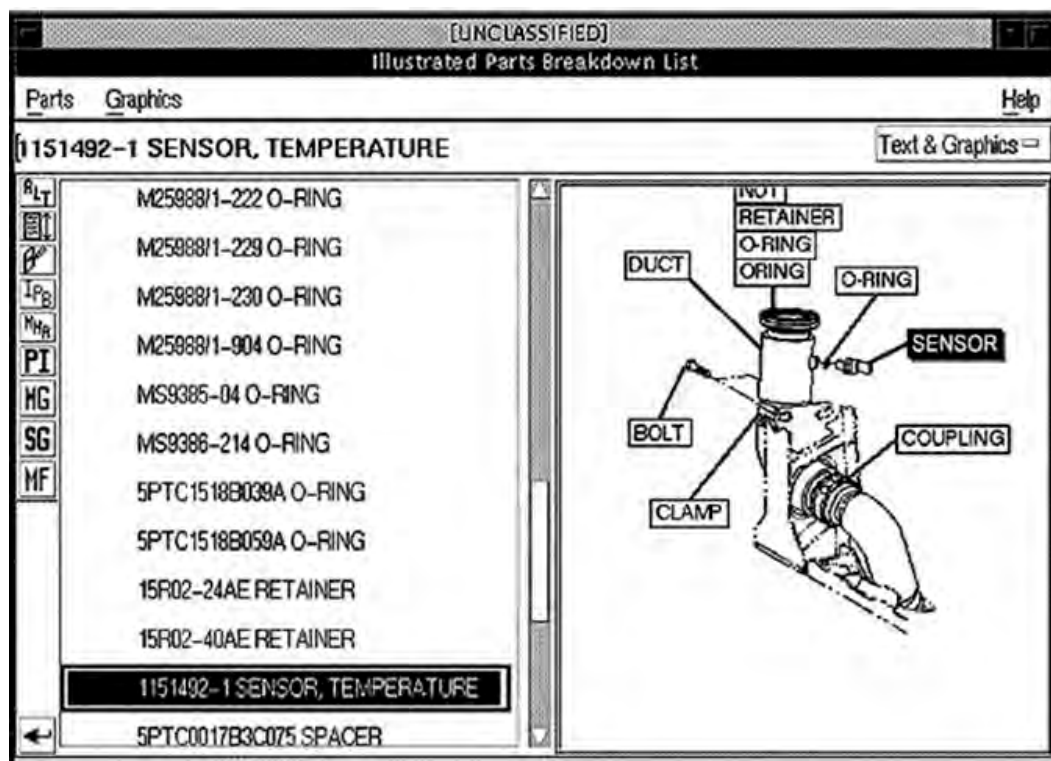 [UNCLASSIFIED]
Illustrated Parts Breakdown List
Parts Graphics Help
1151492-1 SENSOR, TEMPERATURE
Text & Graphics
RLT
M25988/1-222 O-RING
M25988/1-229 O-RING
M25988/1-230 O-RING
M25988/1-904 O-RING
MS9385-04 O-RING
MS9386-214 O-RING
5PTC1518B039A O-RING
5PTC1518B059A O-RING
15R02-24AE RETAINER
15R02-40AE RETAINER
1151492-1 SENSOR, TEMPERATURE
5PTC0017B3C075 SPACER
IPB
PI
SG
MF
RETAINER
O-RING
ORING
DUCT
O-RING
SENSOR
BOLT
COUPLING
CLAMP